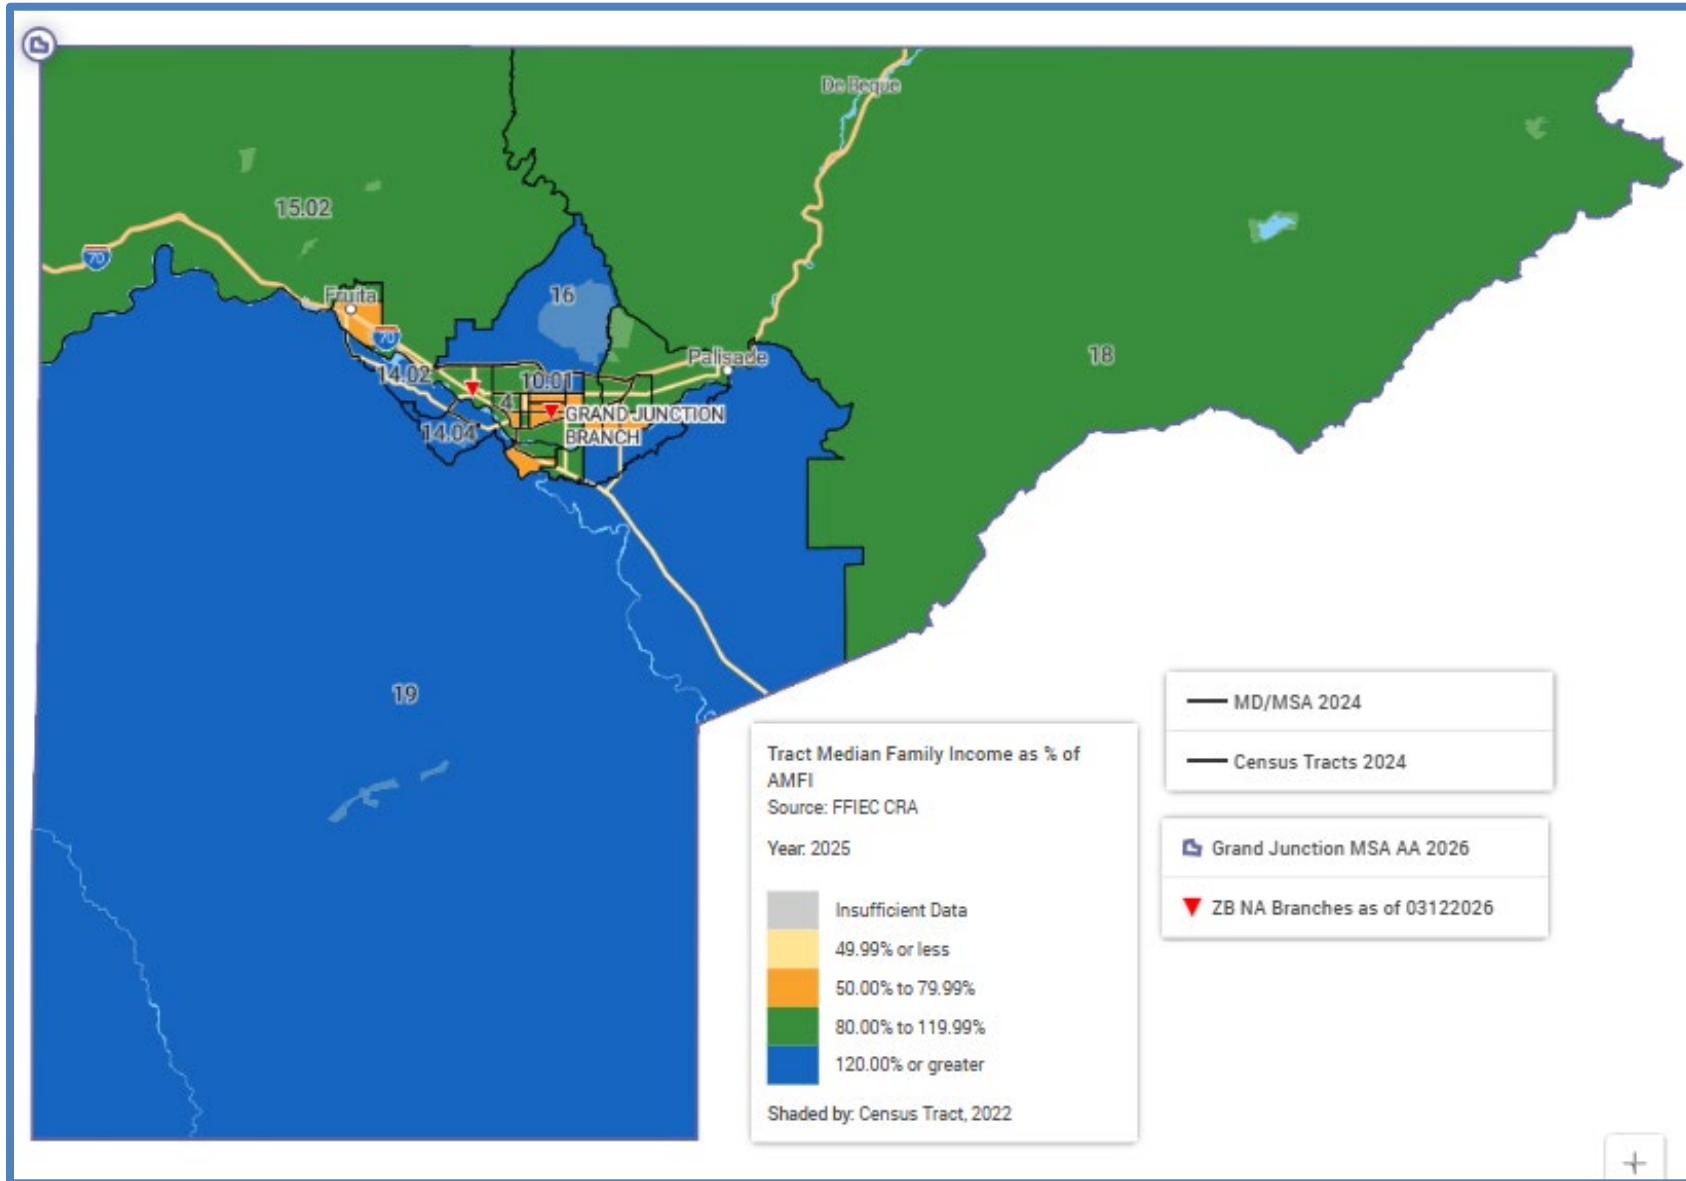 De Beque
15.02
70
16
Fruita
70
18
Palisade
14.02
10.01
4
GRAND JUNCTION
BRANCH
14.04
19
MD/MSA 2024
Census Tracts 2024
Tract Median Family Income as % of
AMFI
Source: FFIEC CRA
Year: 2025
Insufficient Data
49.99% or less
50.00% to 79.99%
80.00% to 119.99%
120.00% or greater
Shaded by: Census Tract, 2022
Grand Junction MSA AA 2026
ZB NA Branches as of 03122026
+